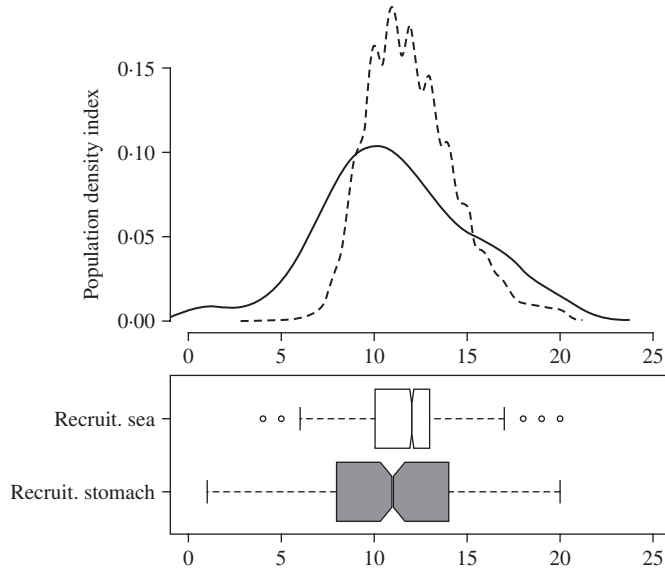 Population density index
0·15
0·10
0·05
0·00
0 5 10 15 20 25
Recruit. sea
Recruit. stomach
0 5 10 15 20 25